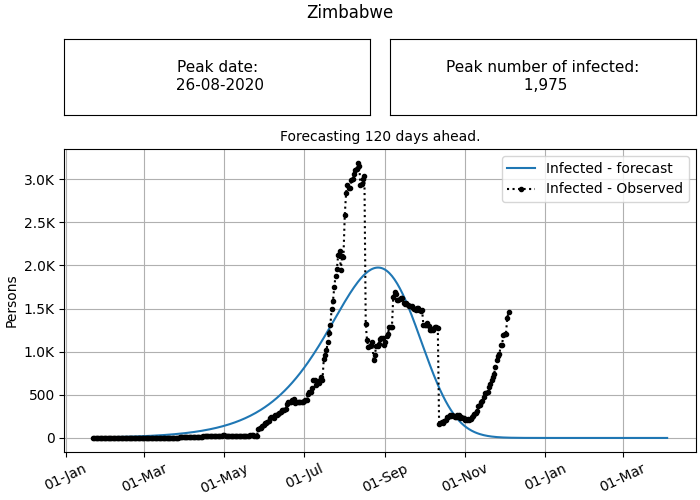 Zimbabwe
Peak date:
26-08-2020
Peak number of infected:
1,975
Forecasting 120 days ahead.
Infected - forecast
Infected - Observed
3.0K
2.5K
2.0K
1.5K
1.0K
500
0
Persons
01-Jan
01-Mar
01-May
01-Jul
01-Sep
01-Nov
01-Jan
01-Mar